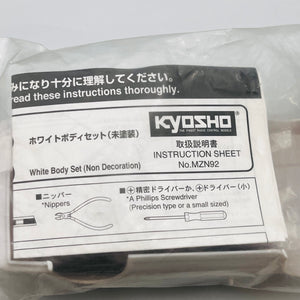 みになり十分に理解してください。
read these instructions thoroughly.
ホワイトボディセット(未塗装)
White Body Set (Non Decoration)
KYOSHO
THE FINEST RADIO CONTROL MODELS
取扱説明書
INSTRUCTION SHEET
No.MZN92
■ニッパー
*Nippers
■⊕精密ドライバーか、⊕ドライバー(小)
*A Phillips Screwdriver
(Precision type or a small sized)